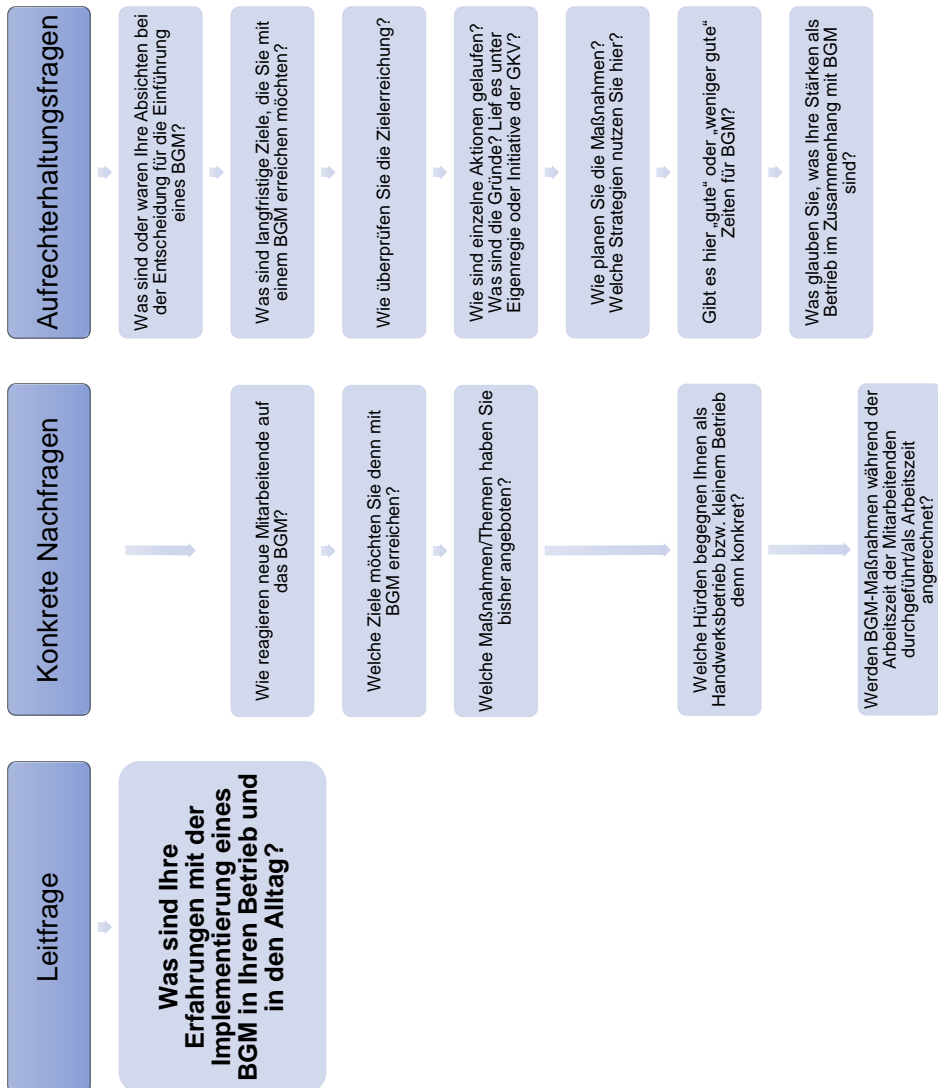 Leitfrage
Was sind Ihre
Erfahrungen mit der
Implementierung eines
BGM in Ihren Betrieb und
in den Alltag?
Konkrete Nachfragen
Wie reagieren neue Mitarbeitende auf
das BGM?
Welche Ziele möchten Sie denn mit
BGM erreichen?
Welche Maßnahmen/Themen haben Sie
bisher angeboten?
Welche Hürden begegnen Ihnen als
Handwerksbetrieb bzw. kleinem Betrieb
denn konkret?
Werden BGM-Maßnahmen während der
Arbeitszeit der Mitarbeitenden
durchgeführt/als Arbeitszeit
angerechnet?
Aufrechterhaltungsfragen
Was sind oder waren Ihre Absichten bei
der Entscheidung für die Einführung
eines BGM?
Was sind langfristige Ziele, die Sie mit
einem BGM erreichen möchten?
Wie überprüfen Sie die Zielerreichung?
Wie sind einzelne Aktionen gelaufen?
Was sind die Gründe? Lief es unter
Eigenregie oder Initiative der GKV?
Wie planen Sie die Maßnahmen?
Welche Strategien nutzen Sie hier?
Gibt es hier „gute“ oder „weniger gute“
Zeiten für BGM?
Was glauben Sie, was Ihre Stärken als
Betrieb im Zusammenhang mit BGM
sind?